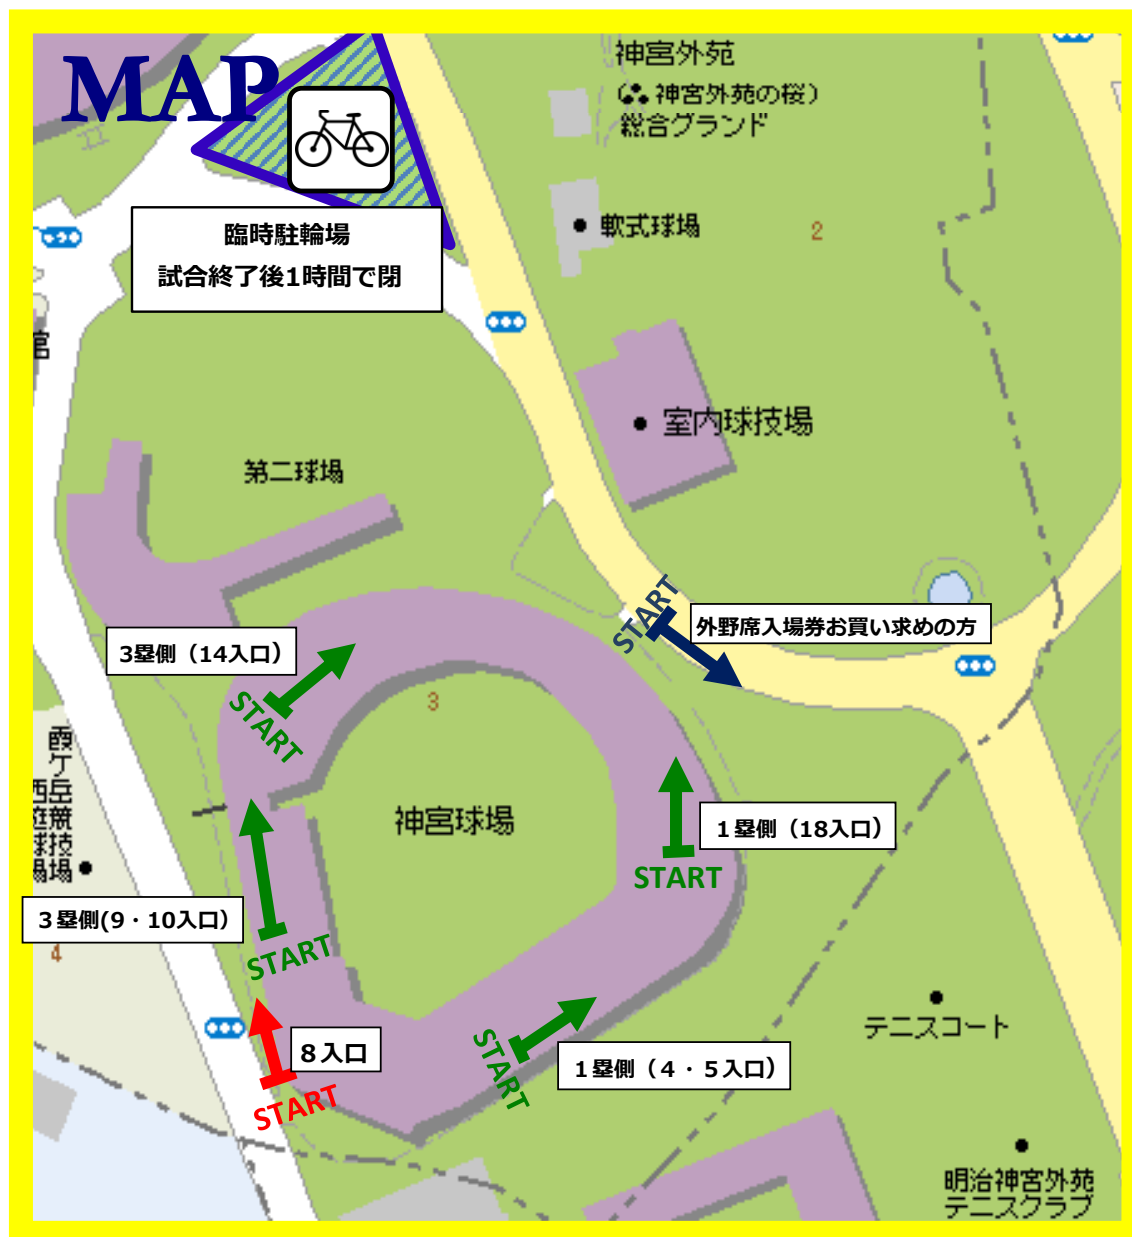 MAP
神宮外苑
(∴神宮外苑の桜)
総合グランド
臨時駐輪場
試合終了後1時間で閉
軟式球場
2
室内球技場
第二球場
START
外野席入場券お買い求めの方
3塁側（14入口）
START
3
神宮球場
1塁側（18入口）
START
霞ケ岳競技場
３塁側(9・10入口）
START
4
８入口
START
START
１塁側（４・５入口）
テニスコート
明治神宮外苑
テニスクラブ